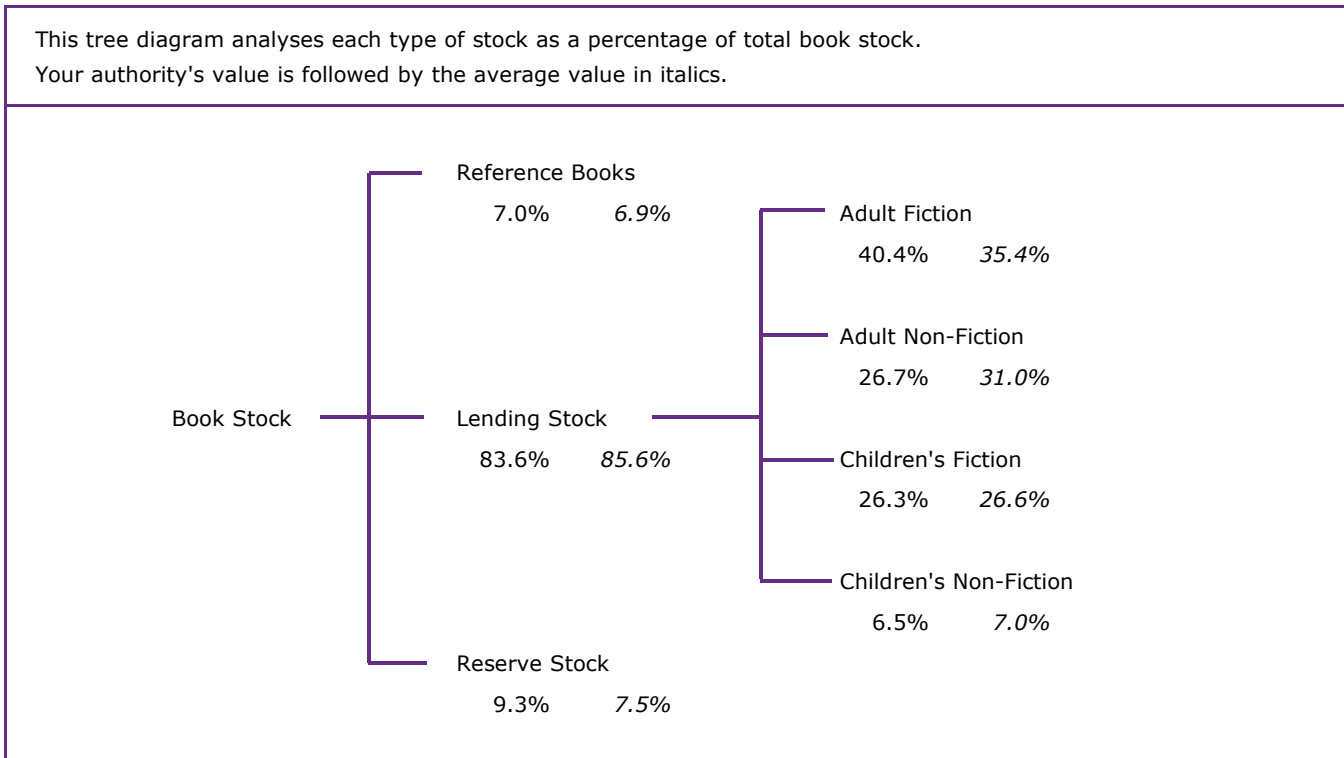 This tree diagram analyses each type of stock as a percentage of total book stock.
Your authority's value is followed by the average value in italics.
Reference Books
7.0% 6.9%
Adult Fiction
40.4% 35.4%
Adult Non-Fiction
26.7% 31.0%
Book Stock
Lending Stock
83.6% 85.6%
Children's Fiction
26.3% 26.6%
Children's Non-Fiction
6.5% 7.0%
Reserve Stock
9.3% 7.5%